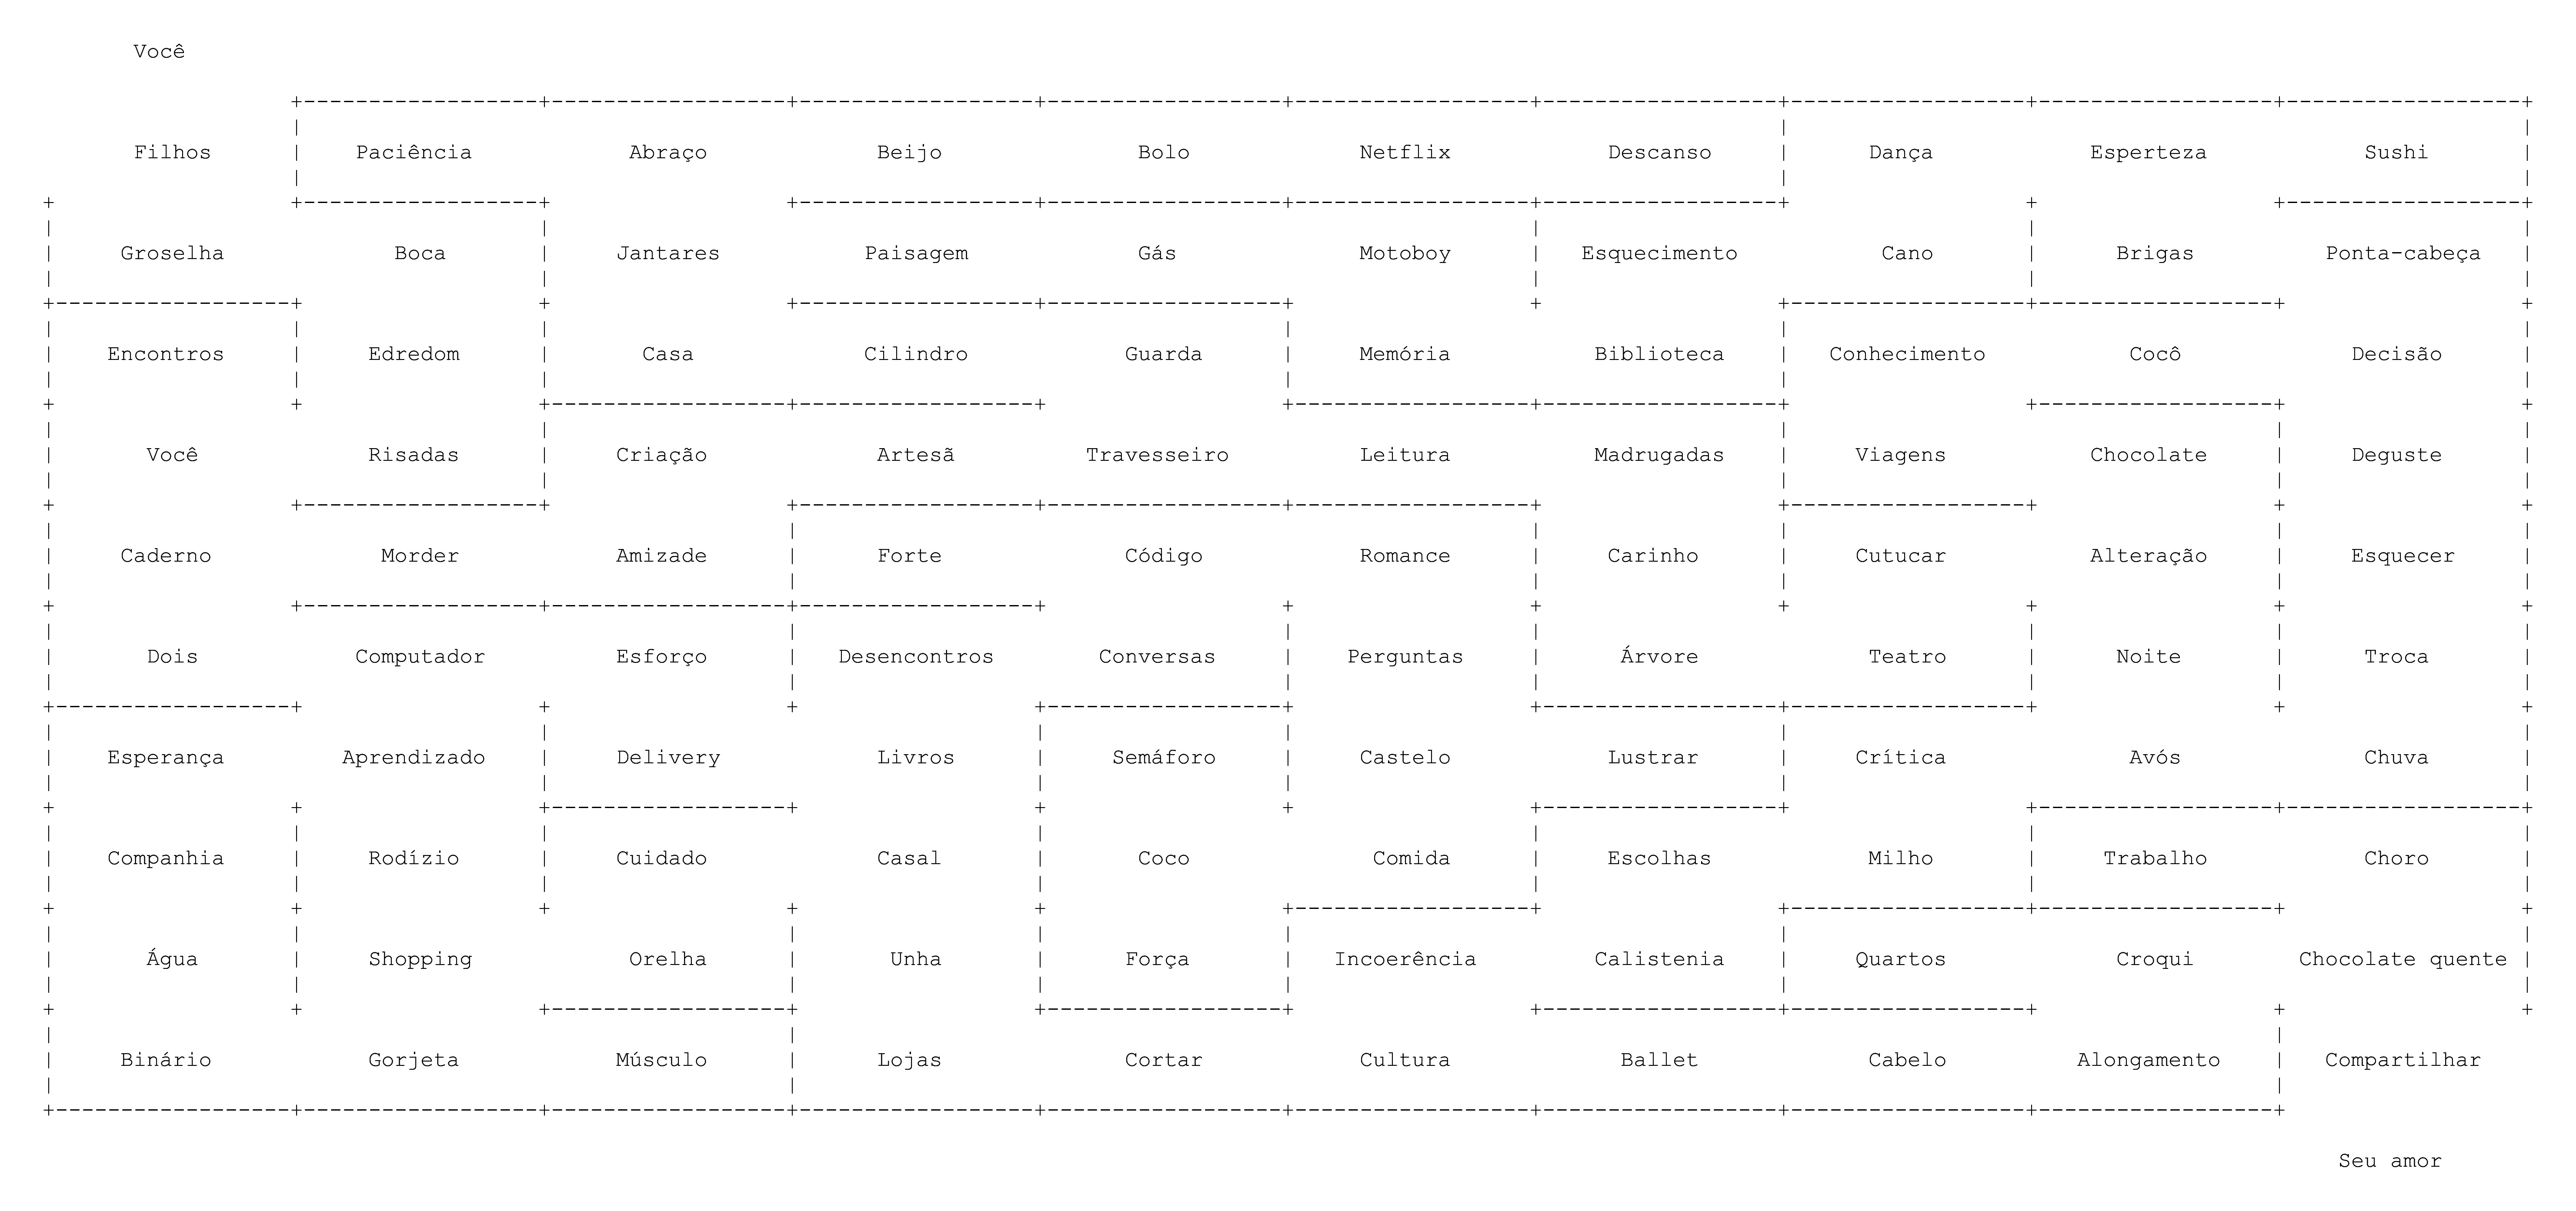 Você
Filhos Paciência Abraço Beijo Bolo Netflix Descanso Dança Esperteza Sushi
Groselha Boca Jantares Paisagem Gás Motoboy Esquecimento Cano Brigas Ponta-cabeça
Encontros Edredom Casa Cilindro Guarda Memória Biblioteca Conhecimento Cocô Decisão
Você Risadas Criação Artesã Travesseiro Leitura Madrugadas Viagens Chocolate Deguste
Caderno Morder Amizade Forte Código Romance Carinho Cutucar Alteração Esquecer
Dois Computador Esforço Desencontros Conversas Perguntas Árvore Teatro Noite Troca
Esperança Aprendizado Delivery Livros Semáforo Castelo Lustrar Crítica Avós Chuva
Companhia Rodízio Cuidado Casal Coco Comida Escolhas Milho Trabalho Choro
Água Shopping Orelha Unha Força Incoerência Calistenia Quartos Croqui Chocolate quente
Binário Gorjeta Músculo Lojas Cortar Cultura Ballet Cabelo Alongamento Compartilhar
Seu amor